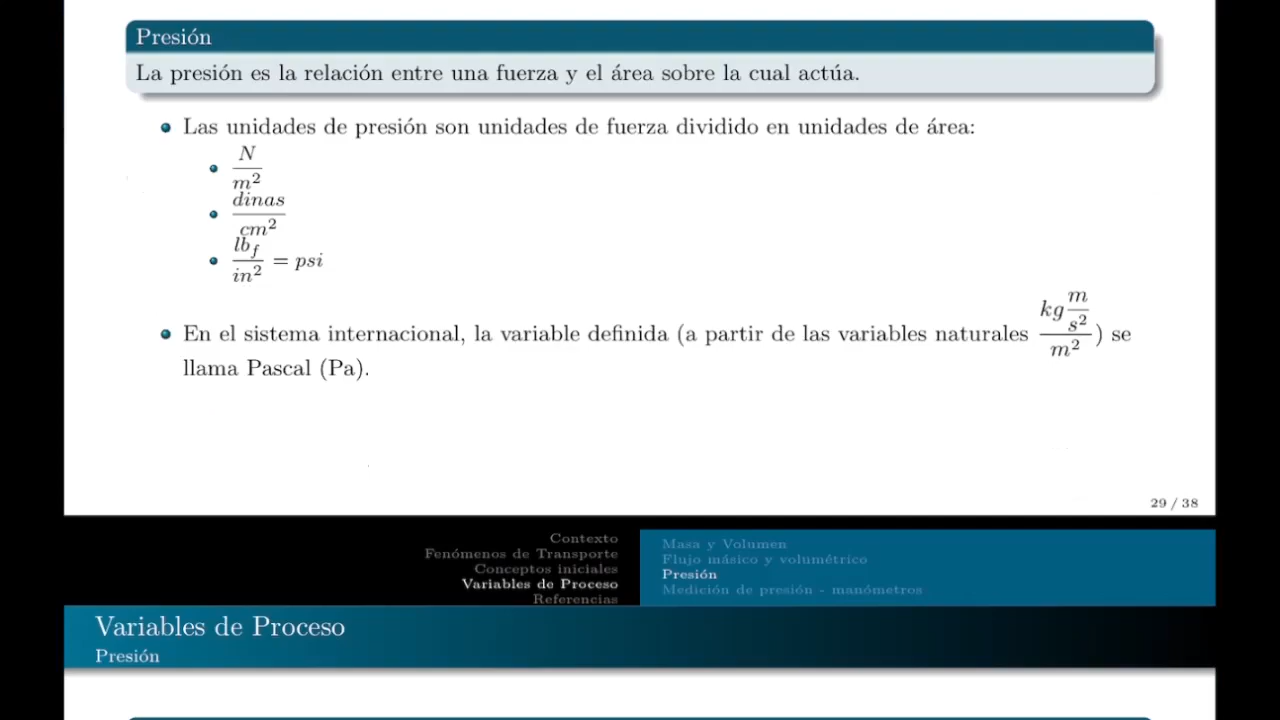 Presión
La presión es la relación entre una fuerza y el área sobre la cual actúa.
Las unidades de presión son unidades de fuerza dividido en unidades de área:
N
m²
dinas
cm²
lb_f
in² = psi
En el sistema internacional, la variable definida (a partir de las variables naturales kg m/s² / m² ) se
llama Pascal (Pa).
29 / 38
Contexto
Fenómenos de Transporte
Conceptos iniciales
Variables de Proceso
Referencias
Masa y Volumen
Flujo másico y volumétrico
Presión
Medición de presión - manómetros
Variables de Proceso
Presión